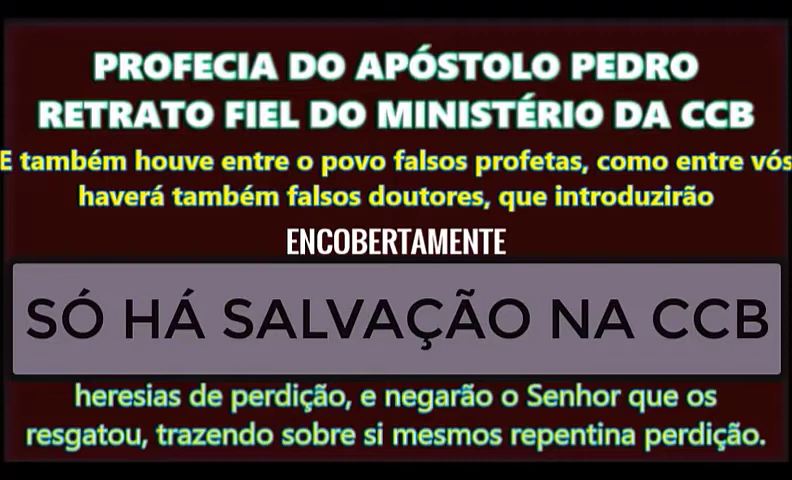 PROFECIA DO APÓSTOLO PEDRO
RETRATO FIEL DO MINISTÉRIO DA CCB
E também houve entre o povo falsos profetas, como entre vós
haverá também falsos doutores, que introduzirão
ENCOBERTAMENTE
SÓ HÁ SALVAÇÃO NA CCB
heresias de perdição, e negarão o Senhor que os
resgatou, trazendo sobre si mesmos repentina perdição.